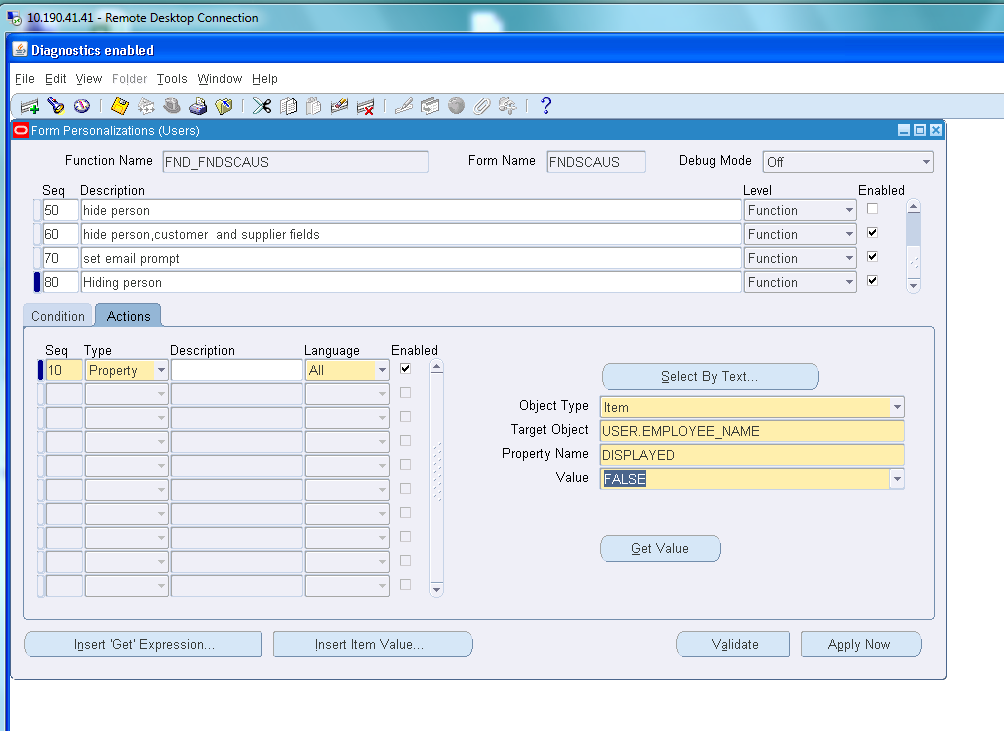 10.190.41.41 - Remote Desktop Connection
Diagnostics enabled
File Edit View Folder Tools Window Help
Form Personalizations (Users)
Function Name FND_FNDSCAUS Form Name FNDSCAUS Debug Mode Off
Seq Description Level Enabled
50 hide person Function
60 hide person,customer  and supplier fields Function
70 set email prompt Function
80 Hiding person Function
Condition Actions
Seq Type Description Language Enabled
10 Property All
Select By Text...
Object Type Item
Target Object USER.EMPLOYEE_NAME
Property Name DISPLAYED
Value FALSE
Get Value
Insert 'Get' Expression... Insert Item Value... Validate Apply Now